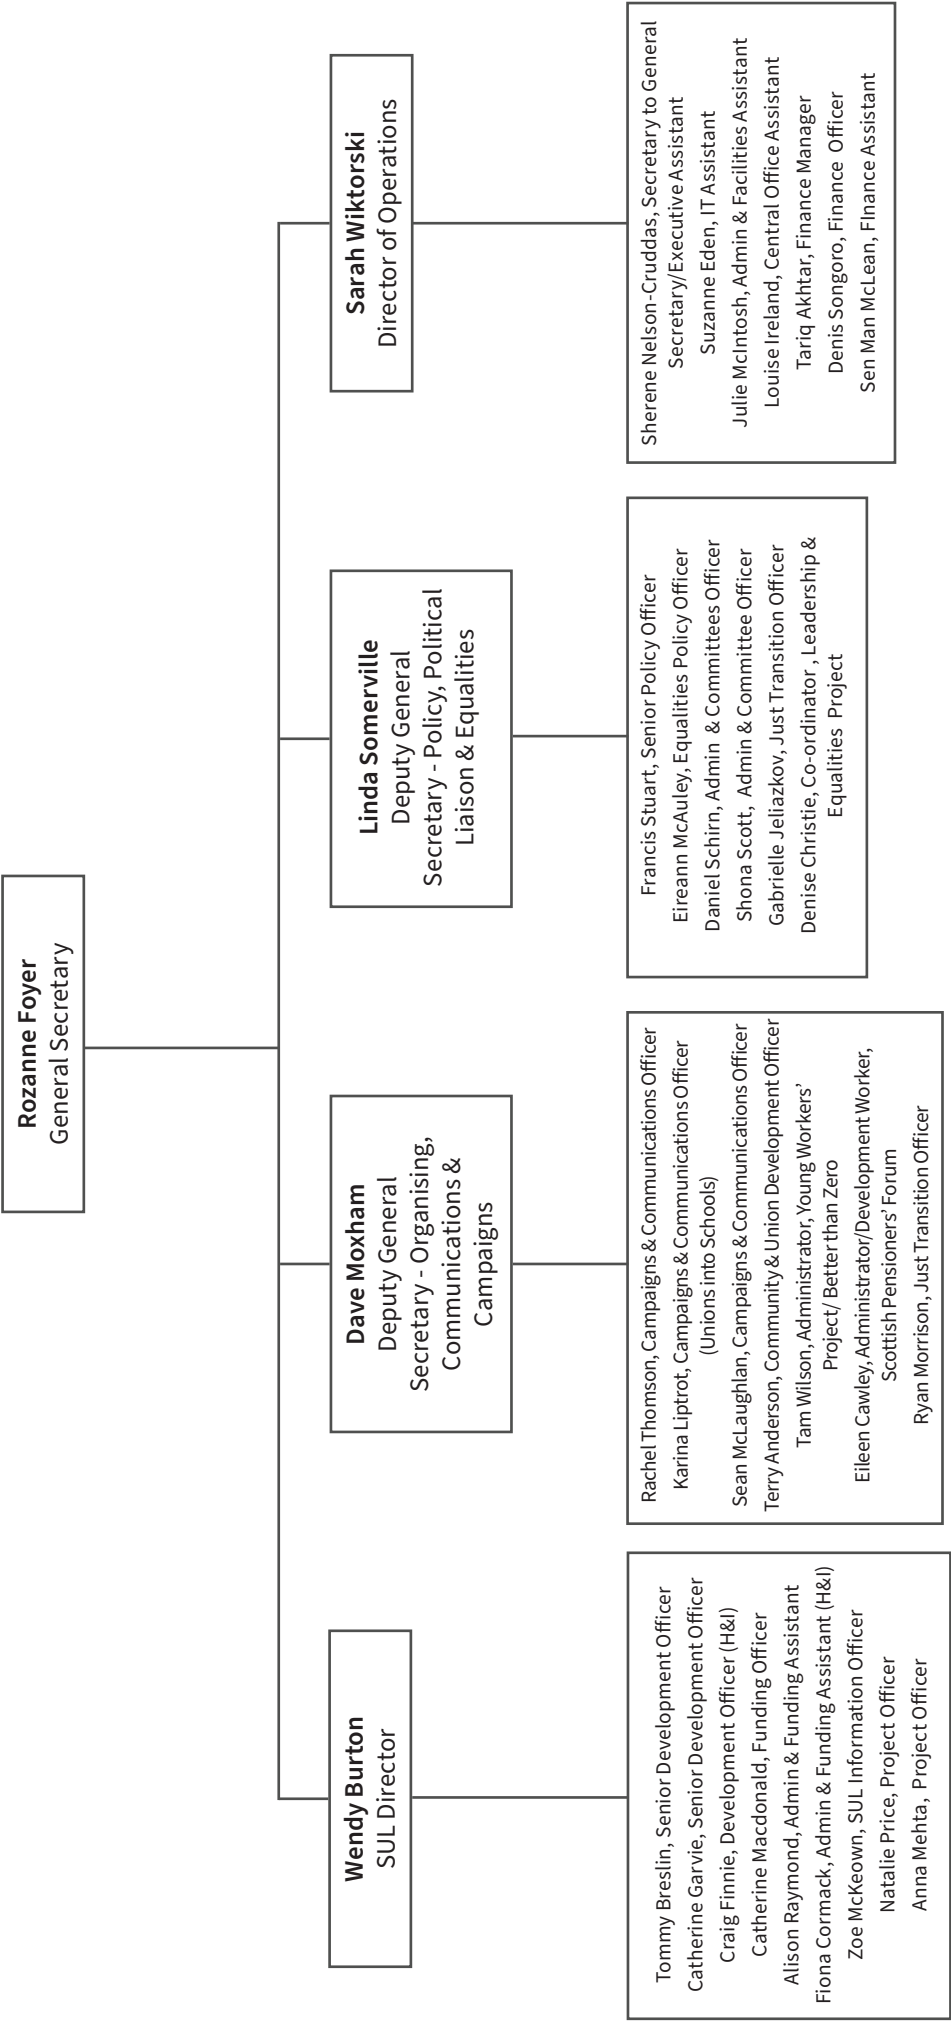 Rozanne Foyer
General Secretary
Wendy Burton
SUL Director
Dave Moxham
Deputy General
Secretary - Organising,
Communications &
Campaigns
Linda Somerville
Deputy General
Secretary - Policy, Political
Liaison & Equalities
Sarah Wiktorski
Director of Operations
Tommy Breslin, Senior Development Officer
Catherine Garvie, Senior Development Officer
Craig Finnie, Development Officer (H&I)
Catherine Macdonald, Funding Officer
Alison Raymond, Admin & Funding Assistant
Fiona Cormack, Admin & Funding Assistant (H&I)
Zoe McKeown, SUL Information Officer
Natalie Price, Project Officer
Anna Mehta, Project Officer
Rachel Thomson, Campaigns & Communications Officer
Karina Liptrot, Campaigns & Communications Officer
(Unions into Schools)
Sean McLaughlan, Campaigns & Communications Officer
Terry Anderson, Community & Union Development Officer
Tam Wilson, Administrator, Young Workers’
Project/ Better than Zero
Eileen Cawley, Administrator/Development Worker,
Scottish Pensioners’ Forum
Ryan Morrison, Just Transition Officer
Francis Stuart, Senior Policy Officer
Eireann McAuley, Equalities Policy Officer
Daniel Schirn, Admin & Committees Officer
Shona Scott, Admin & Committee Officer
Gabrielle Jeliazkov, Just Transition Officer
Denise Christie, Co-ordinator , Leadership &
Equalities Project
Sherene Nelson-Cruddas, Secretary to General
Secretary/Executive Assistant
Suzanne Eden, IT Assistant
Julie McIntosh, Admin & Facilities Assistant
Louise Ireland, Central Office Assistant
Tariq Akhtar, Finance Manager
Denis Songoro, Finance Officer
Sen Man McLean, FInance Assistant